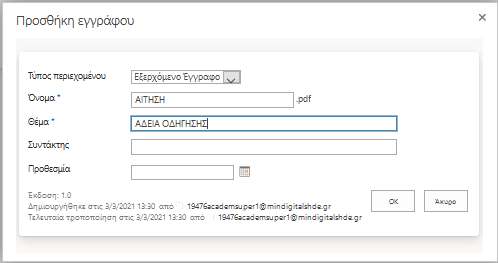 Προσθήκη εγγράφου
Τύπος περιεχομένου Εξερχόμενο Έγγραφο
Όνομα * ΑΙΤΗΣΗ .pdf
Θέμα * ΑΔΕΙΑ ΟΔΗΓΗΣΗΣ
Συντάκτης
Προθεσμία
Έκδοση: 1.0
Δημιουργήθηκε στις 3/3/2021 13:30 από 19476academsuper1@mindigitalshde.gr
Τελευταία τροποποίηση στις 3/3/2021 13:30 από 19476academsuper1@mindigitalshde.gr
OK Άκυρο